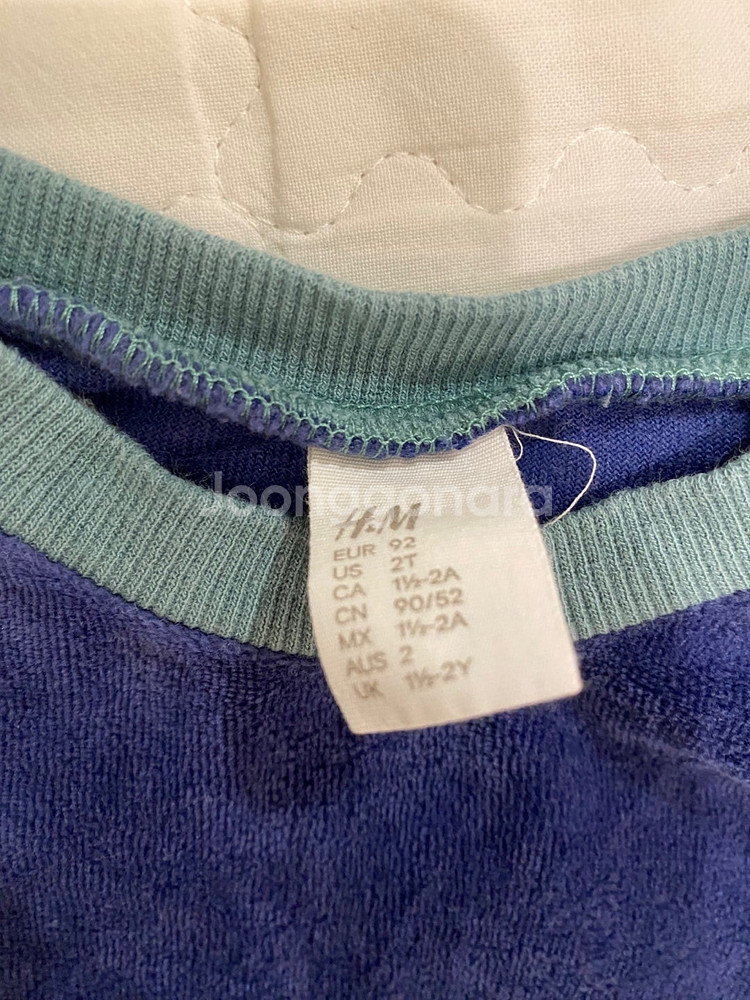 Joonggonara
H&M
EUR 92
US 2T
CA 1½-2A
CN 90/52
MX 1½-2A
AUS 2
UK 1½-2Y